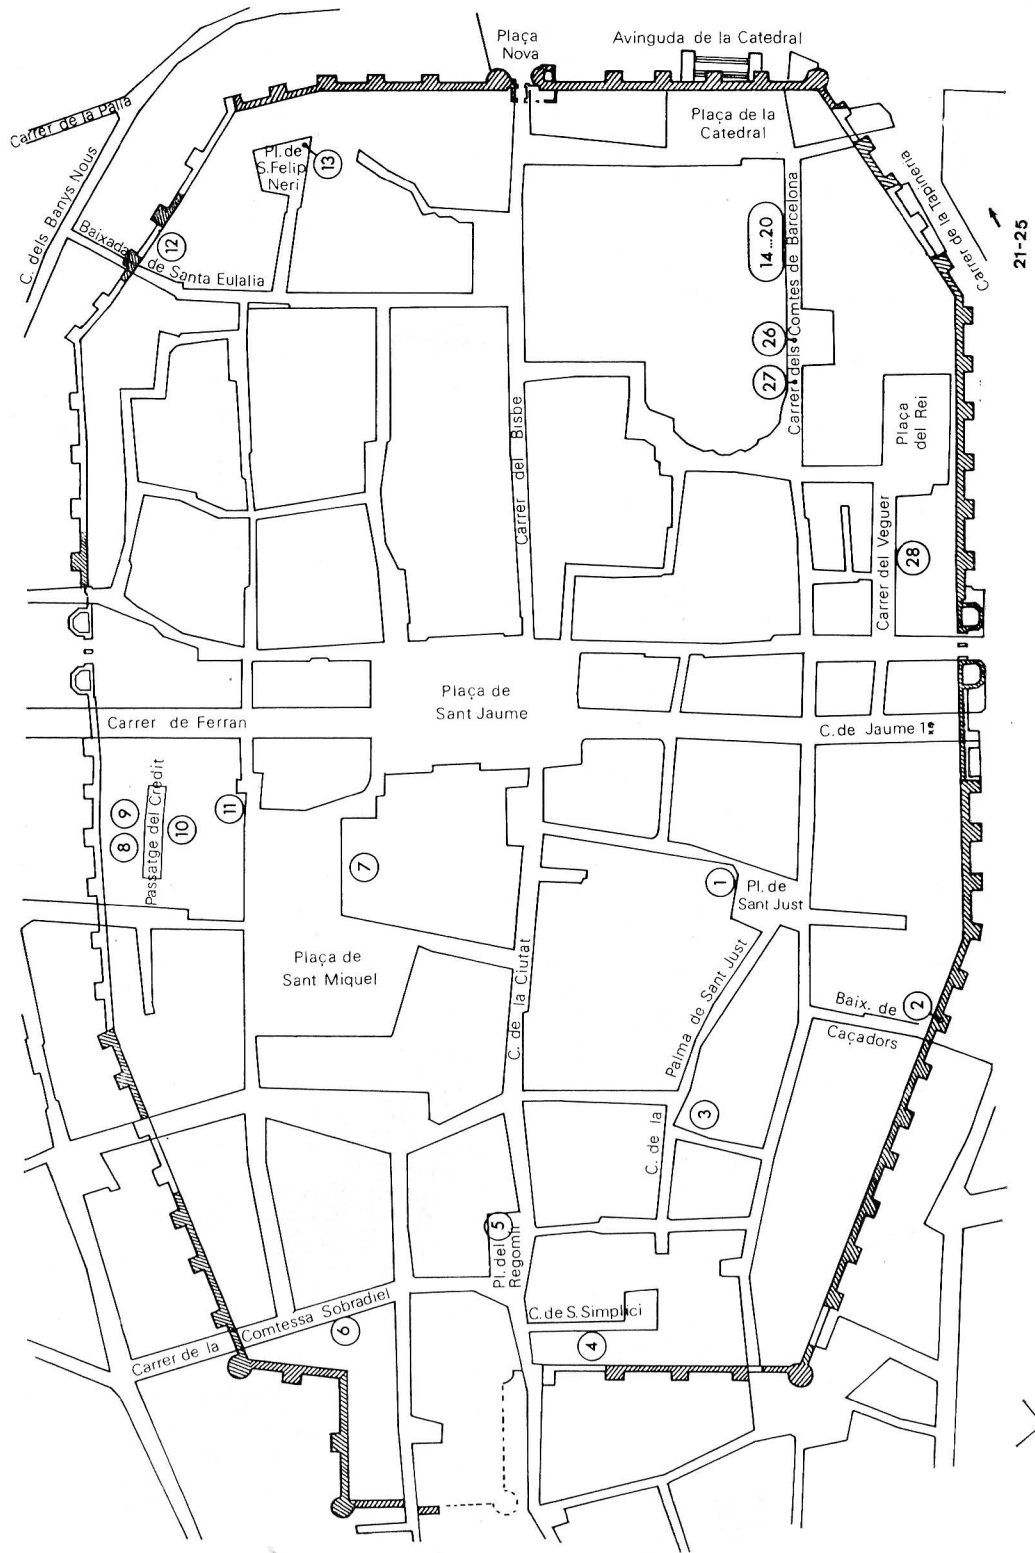 Plaça
Nova
Avinguda de la Catedral
Carrer de la Palla
C. dels Banys Nous
Pl. de
S. Felip
Neri
13
Plaça de la
Catedral
Carrer de la Tapineria
21-25
Baixada
de Santa Eulalia
12
14...20
Carrer dels Comtes de Barcelona
26
27
Carrer del Bisbe
Plaça
del Rei
Carrer del Veguer
28
Plaça de
Sant Jaume
Carrer de Ferran
C. de Jaume 1
8
9
Passatge del Crèdit
10
11
7
1
Pl. de
Sant Just
Plaça de
Sant Miquel
C. de la Ciutat
Palma de Sant Just
Baix. de
Caçadors
2
3
C. de la
5
Pl. del
Regomir
C. de S. Simplici
4
6
Carrer de la Comtessa Sobradiel